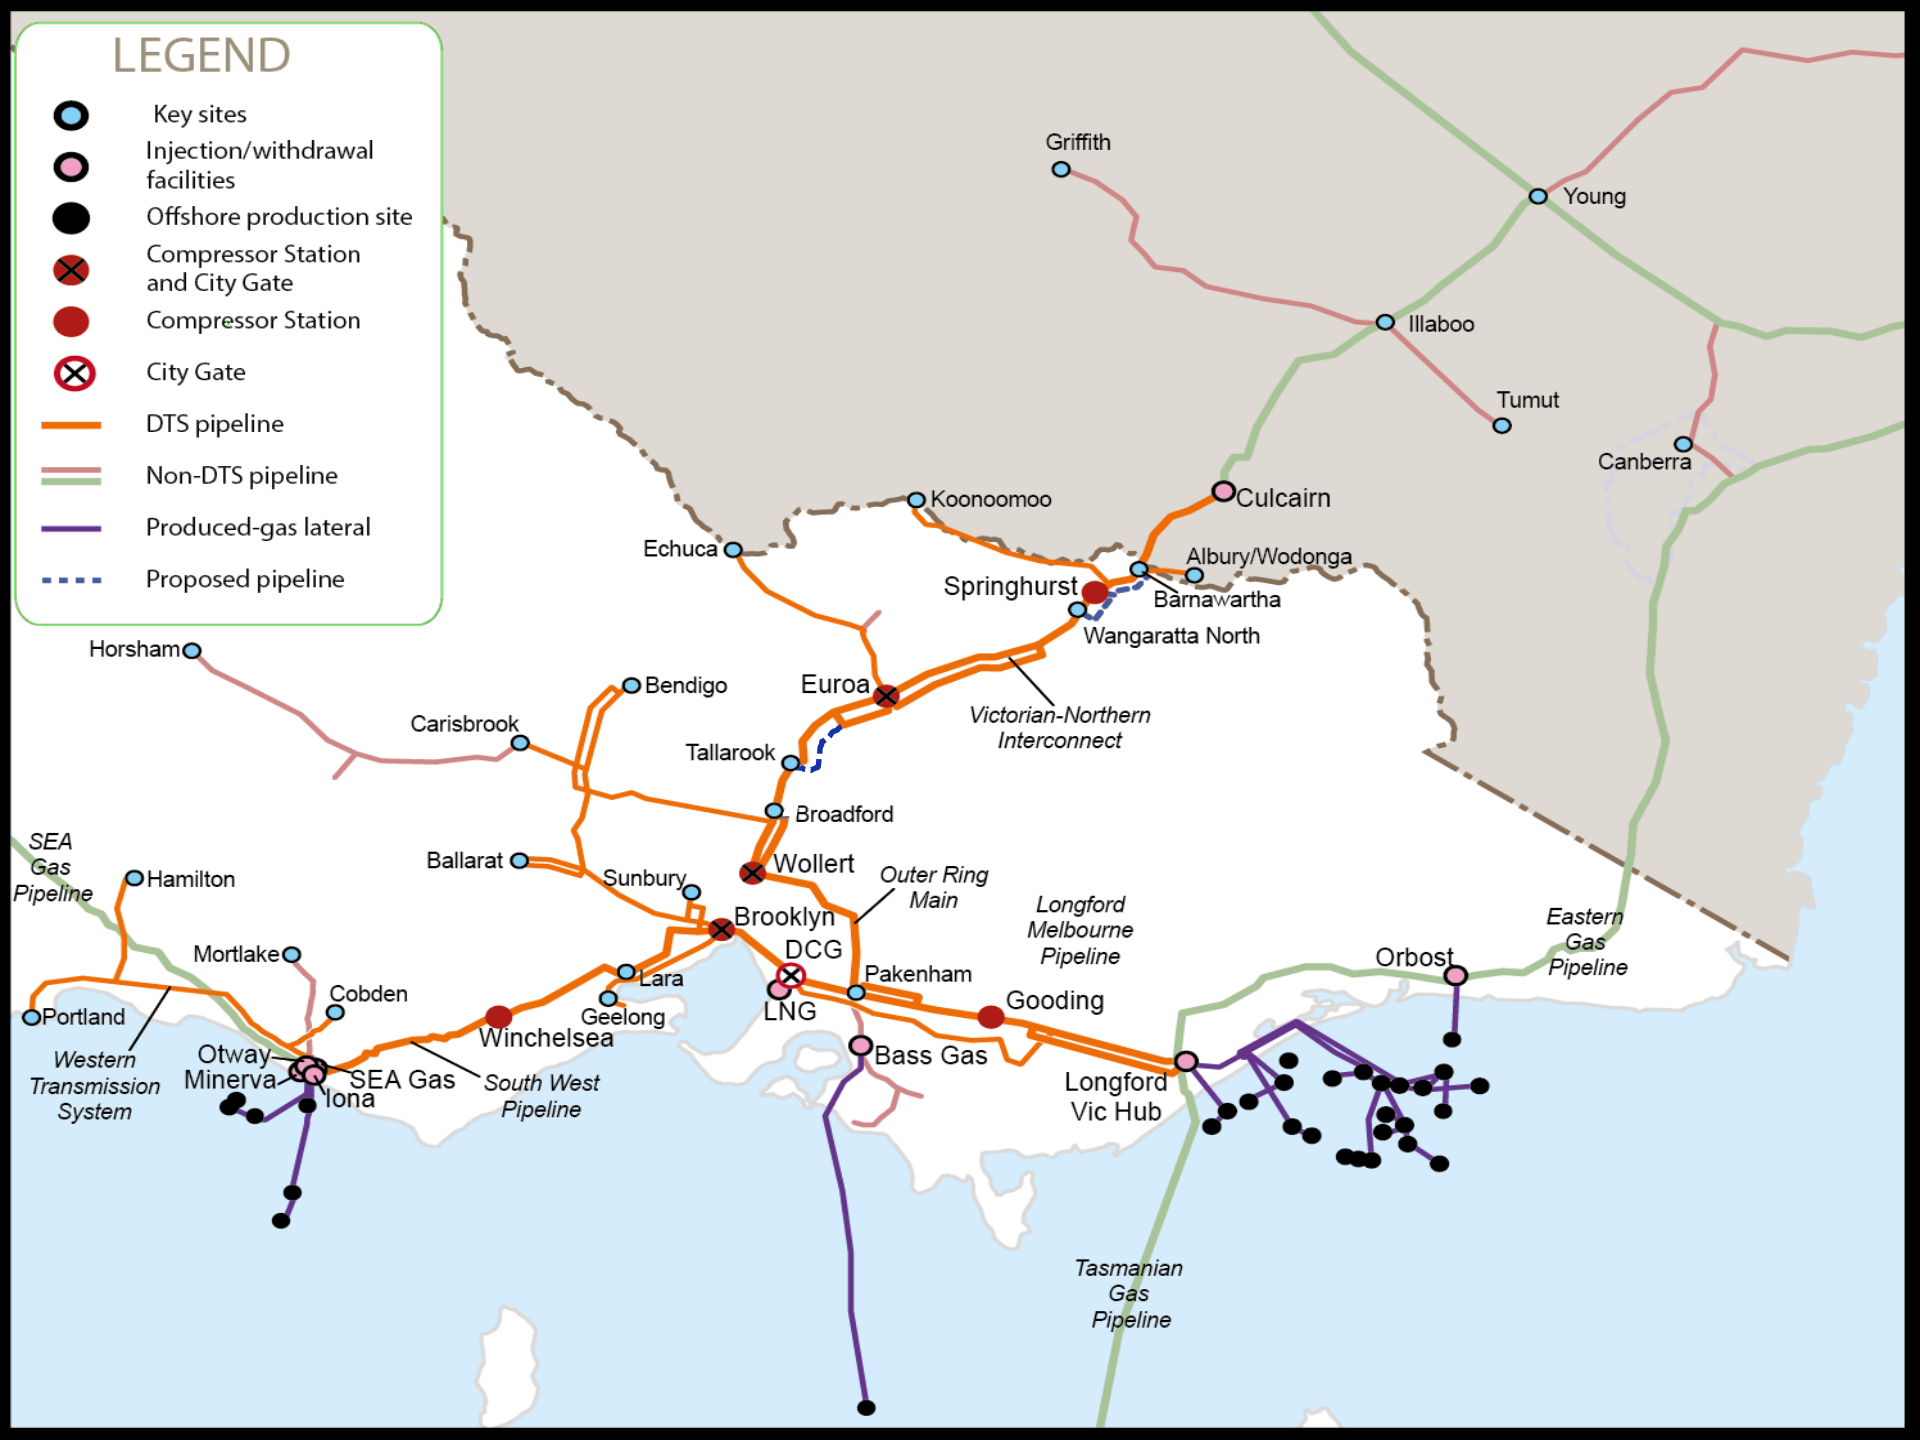 LEGEND
Key sites
Injection/withdrawal
facilities
Offshore production site
Compressor Station
and City Gate
Compressor Station
City Gate
DTS pipeline
Non-DTS pipeline
Produced-gas lateral
Proposed pipeline
Griffith
Young
Illaboo
Tumut
Canberra
Culcairn
Koonoomoo
Echuca
Albury/Wodonga
Springhurst
Barnawartha
Wangaratta North
Horsham
Bendigo
Euroa
Carisbrook
Victorian-Northern
Interconnect
Tallarook
Broadford
SEA
Gas
Pipeline
Hamilton
Ballarat
Sunbury
Wollert
Outer Ring
Main
Longford
Melbourne
Pipeline
Brooklyn
DCG
Eastern
Gas
Pipeline
Orbost
Mortlake
Lara
Pakenham
Cobden
Portland
Geelong
LNG
Gooding
Winchelsea
Otway
Minerva
SEA Gas
Iona
Western
Transmission
System
South West
Pipeline
Bass Gas
Longford
Vic Hub
Tasmanian
Gas
Pipeline